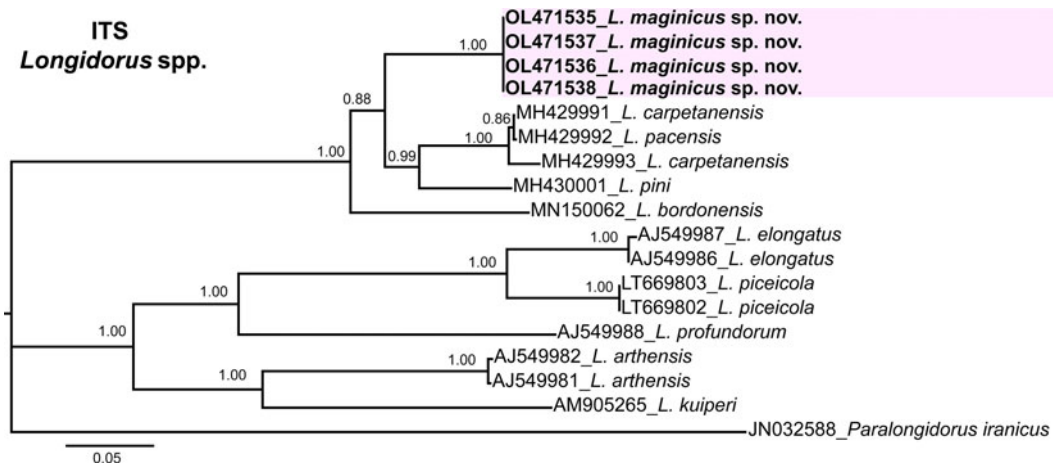 ITS
Longidorus spp.
1.00
OL471535_L. maginicus sp. nov.
OL471537_L. maginicus sp. nov.
OL471536_L. maginicus sp. nov.
OL471538_L. maginicus sp. nov.
0.88
0.86
MH429991_L. carpetanensis
1.00
MH429992_L. pacensis
1.00
0.99
MH429993_L. carpetanensis
MH430001_L. pini
MN150062_L. bordonensis
1.00
AJ549987_L. elongatus
1.00
AJ549986_L. elongatus
1.00
LT669803_L. piceicola
1.00
LT669802_L. piceicola
1.00
AJ549988_L. profundorum
1.00
AJ549982_L. arthensis
1.00
AJ549981_L. arthensis
AM905265_L. kuiperi
JN032588_Paralongidorus iranicus
0.05